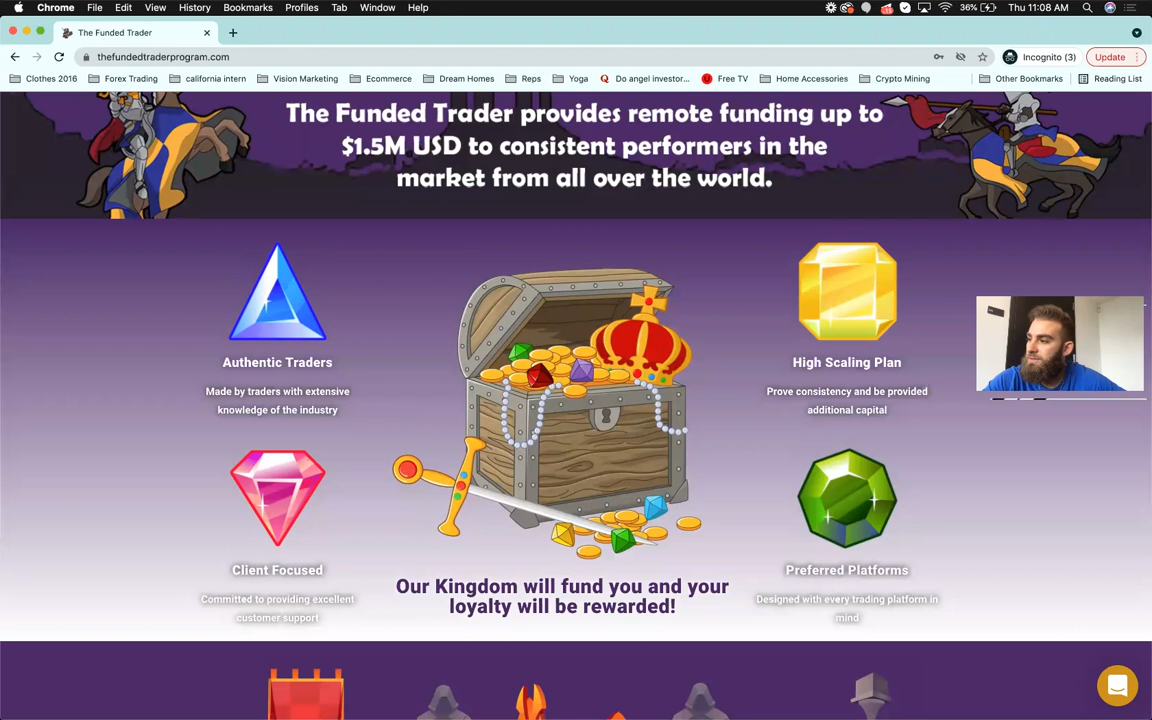 Chrome File Edit View History Bookmarks Profiles Tab Window Help 36% Thu 11:08 AM
The Funded Trader
thefundedtraderprogram.com Incognito (3) Update
Clothes 2016 Forex Trading california intern Vision Marketing Ecommerce Dream Homes Reps Yoga Do angel investor... Free TV Home Accessories Crypto Mining Other Bookmarks Reading List
The Funded Trader provides remote funding up to
$1.5M USD to consistent performers in the
market from all over the world.
Authentic Traders
Made by traders with extensive
knowledge of the industry
High Scaling Plan
Prove consistency and be provided
additional capital
Client Focused
Committed to providing excellent
customer support
Our Kingdom will fund you and your
loyalty will be rewarded!
Preferred Platforms
Designed with every trading platform in
mind